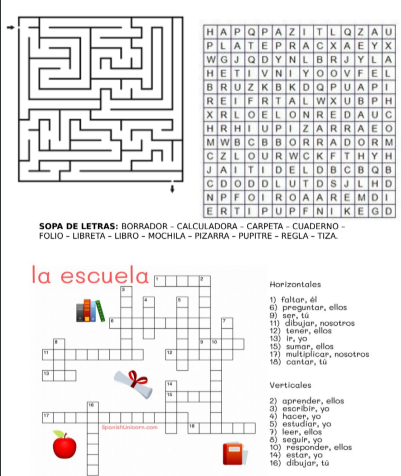 H A P Q P A Z I T L Q Z A U
P L A T E P R A C X A E Y X
W G J Q D Y N L B R J Y L A
H E T I V N I Y O O V F E L
B R U Z K B K D Q P U A P I
R E I F R T A L W X U B P H
X R L O E L O N R E D A U C
H R H I U P I Z A R R A E O
M W B C B B O R R A D O R M
C Z L O U R W C K F T H Y H
J A I T I D E L D B C B Q B
C D O D D L U T D S J L H D
N P F O I R O A A R E M D I
E R T I P U P F N I K E G D
SOPA DE LETRAS: BORRADOR – CALCULADORA – CARPETA – CUADERNO –
FOLIO – LIBRETA – LIBRO – MOCHILA – PIZARRA – PUPITRE – REGLA – TIZA.
la escuela
Horizontales
1) faltar, él
6) preguntar, ellos
9) ser, tú
11) dibujar, nosotros
12) tener, ellos
13) ir, yo
15) sumar, ellos
17) multiplicar, nosotros
18) cantar, tú
Verticales
2) aprender, ellos
3) escribir, yo
4) hacer, yo
5) estudiar, yo
7) leer, ellos
8) seguir, yo
10) responder, ellos
14) estar, yo
16) dibujar, tú
1
2
3
4
5
6
7
8
9
10
11
12
13
14
15
16
17
18
SpanishUnicorn.com